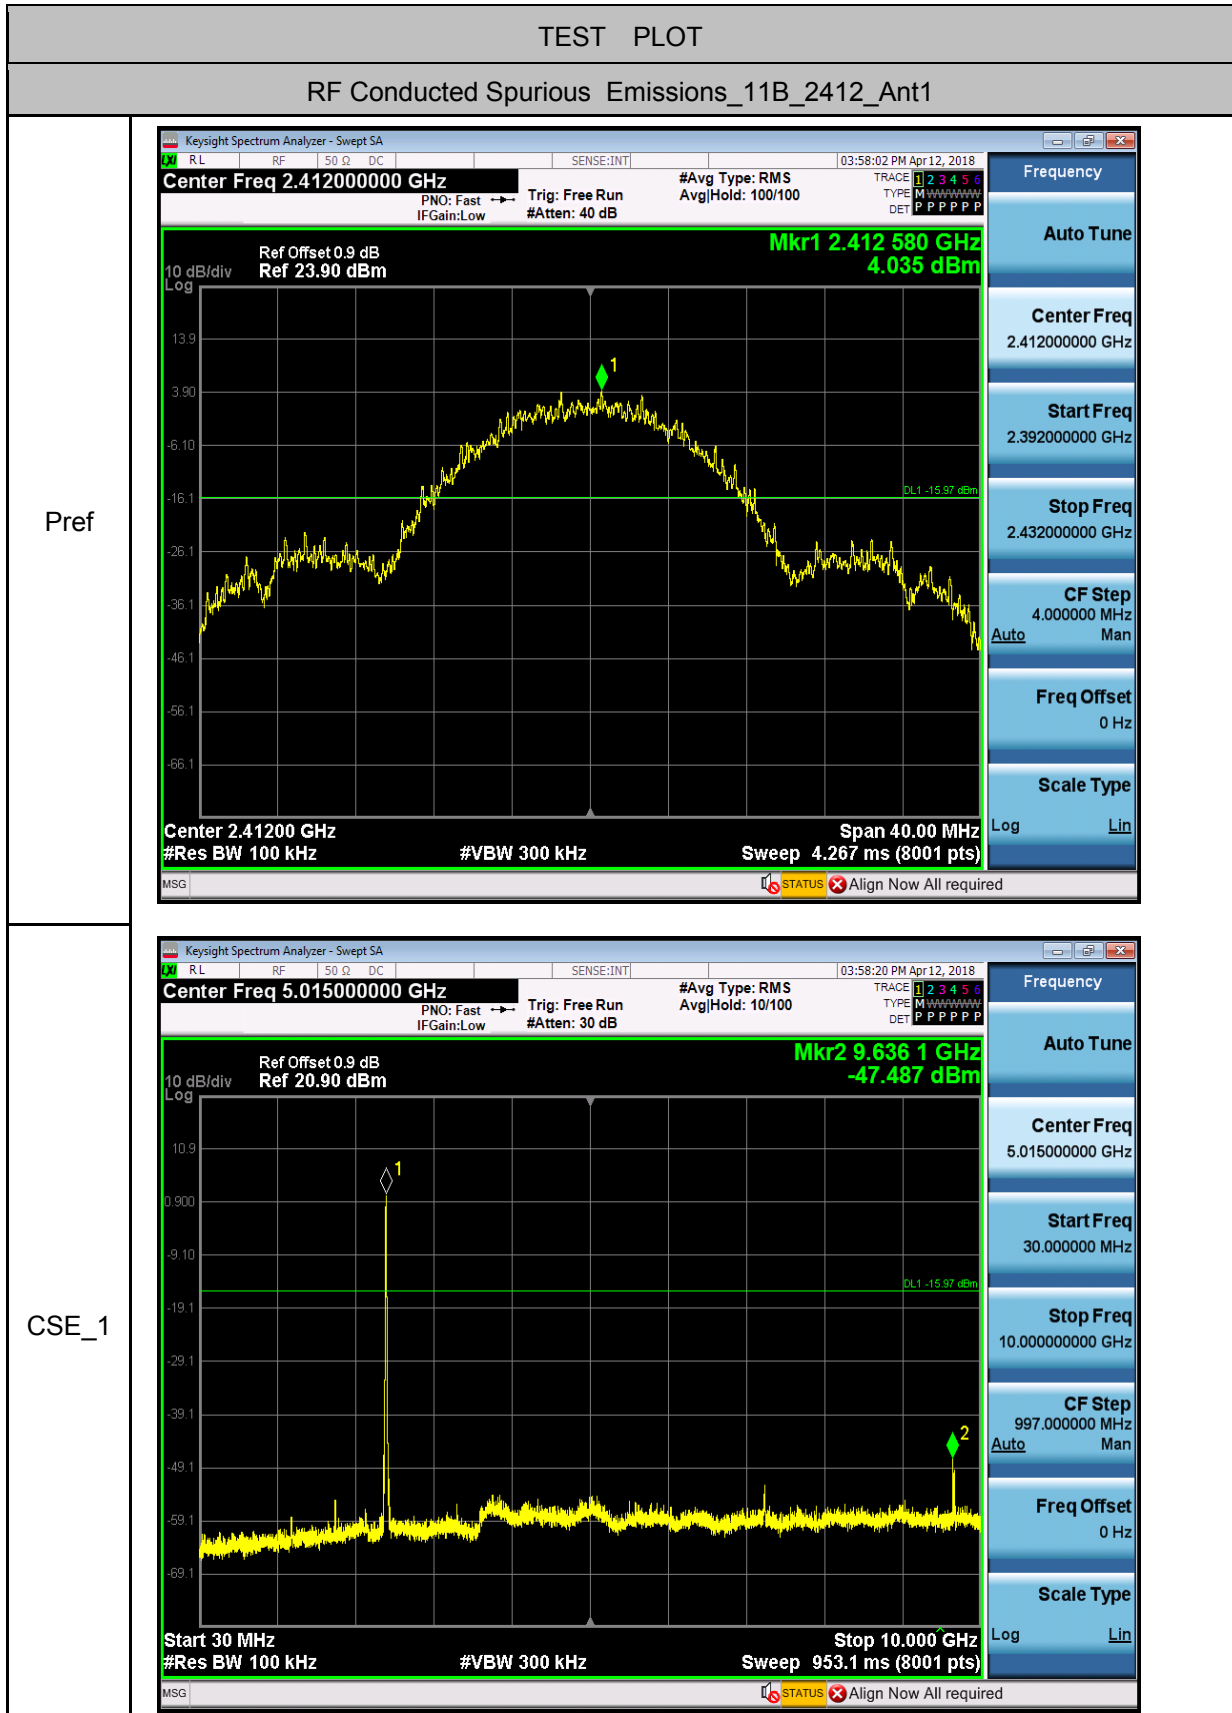 TEST PLOT
RF Conducted Spurious Emissions_11B_2412_Ant1
Pref
Keysight Spectrum Analyzer - Swept SA
LXI RL RF 50 Ω DC SENSE:INT 03:58:02 PM Apr 12, 2018
Center Freq 2.412000000 GHz
PNO: Fast
IFGain:Low
Trig: Free Run
#Atten: 40 dB
#Avg Type: RMS
Avg|Hold: 100/100
TRACE 1 2 3 4 5 6
TYPE M WWWWW
DET P P P P P P
Mkr1 2.412 580 GHz
4.035 dBm
Ref Offset 0.9 dB
10 dB/div Ref 23.90 dBm
Log
1
13.9
3.90
-6.10
-16.1
DL1 -15.97 dBm
-26.1
-36.1
-46.1
-56.1
-66.1
Center 2.41200 GHz Span 40.00 MHz
#Res BW 100 kHz #VBW 300 kHz Sweep 4.267 ms (8001 pts)
MSG STATUS Align Now All required
Frequency
Auto Tune
Center Freq
2.412000000 GHz
Start Freq
2.392000000 GHz
Stop Freq
2.432000000 GHz
CF Step
4.000000 MHz
Auto Man
Freq Offset
0 Hz
Scale Type
Log Lin
CSE_1
Keysight Spectrum Analyzer - Swept SA
LXI RL RF 50 Ω DC SENSE:INT 03:58:20 PM Apr 12, 2018
Center Freq 5.015000000 GHz
PNO: Fast
IFGain:Low
Trig: Free Run
#Atten: 30 dB
#Avg Type: RMS
Avg|Hold: 10/100
TRACE 1 2 3 4 5 6
TYPE M WWWWW
DET P P P P P P
Mkr2 9.636 1 GHz
-47.487 dBm
Ref Offset 0.9 dB
10 dB/div Ref 20.90 dBm
Log
1
10.9
0.900
-9.10
DL1 -15.97 dBm
-19.1
-29.1
-39.1
2
-49.1
-59.1
-69.1
Start 30 MHz Stop 10.000 GHz
#Res BW 100 kHz #VBW 300 kHz Sweep 953.1 ms (8001 pts)
MSG STATUS Align Now All required
Frequency
Auto Tune
Center Freq
5.015000000 GHz
Start Freq
30.000000 MHz
Stop Freq
10.000000000 GHz
CF Step
997.000000 MHz
Auto Man
Freq Offset
0 Hz
Scale Type
Log Lin